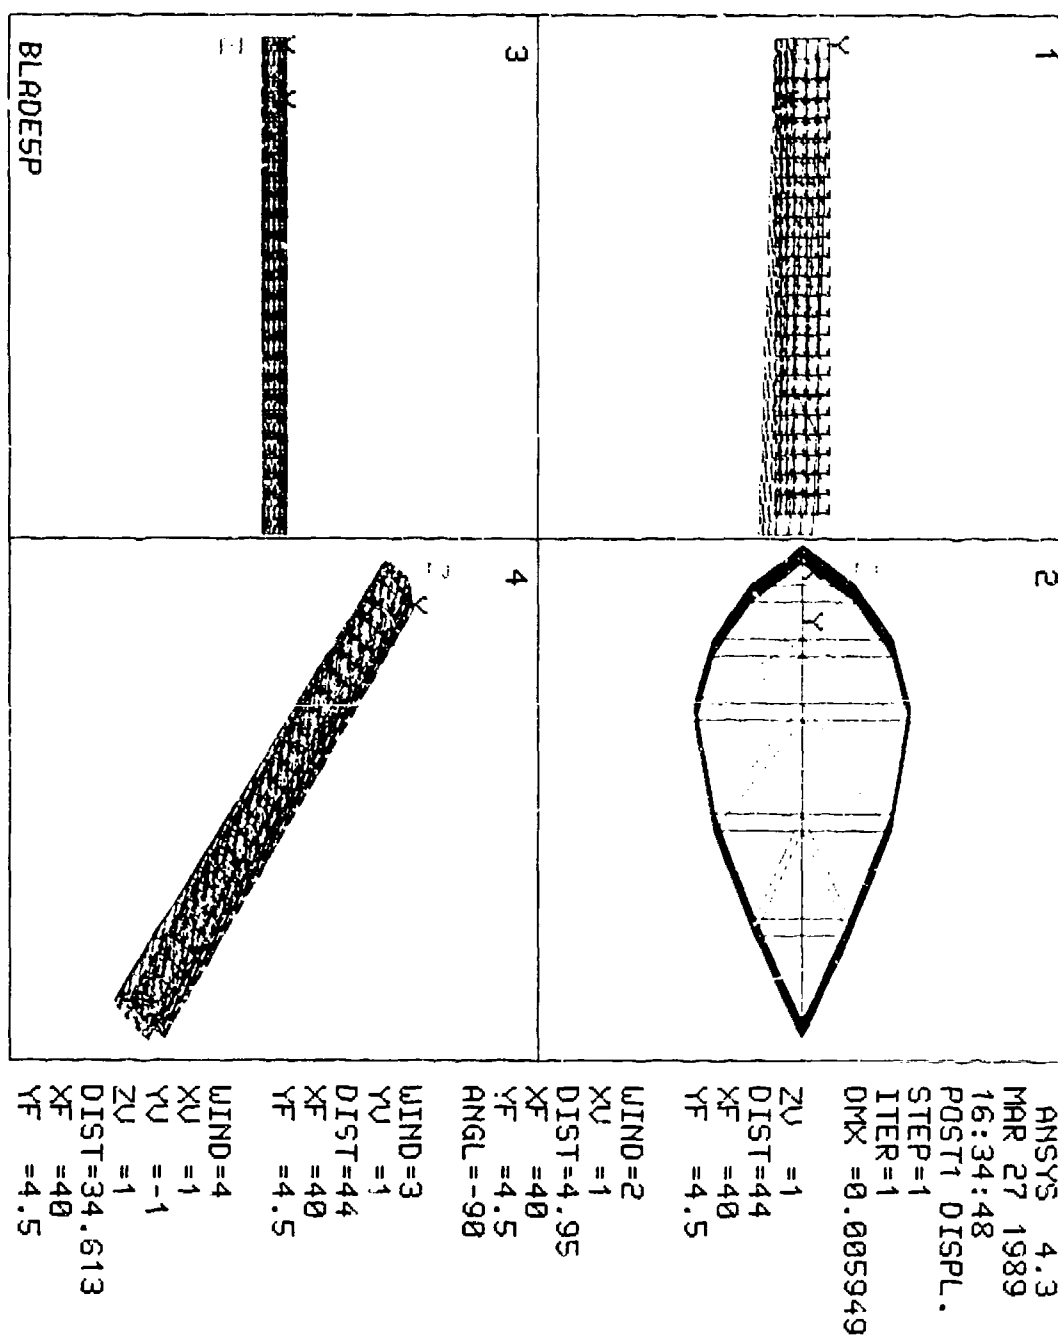 1
2
3
4
BLADE5P
ANSYS 4.3
MAR 27 1989
16:34:48
POST1 DISPL.
STEP=1
ITER=1
DMX =0.005949
ZV =1
DIST=44
XF =40
YF =4.5
WIND=2
XV =1
DIST=4.95
XF =40
YF =4.5
ANGL=-90
WIND=3
YV =1
DIST=44
XF =40
YF =4.5
WIND=4
XV =1
YV =-1
ZV =1
DIST=34.613
XF =40
YF =4.5